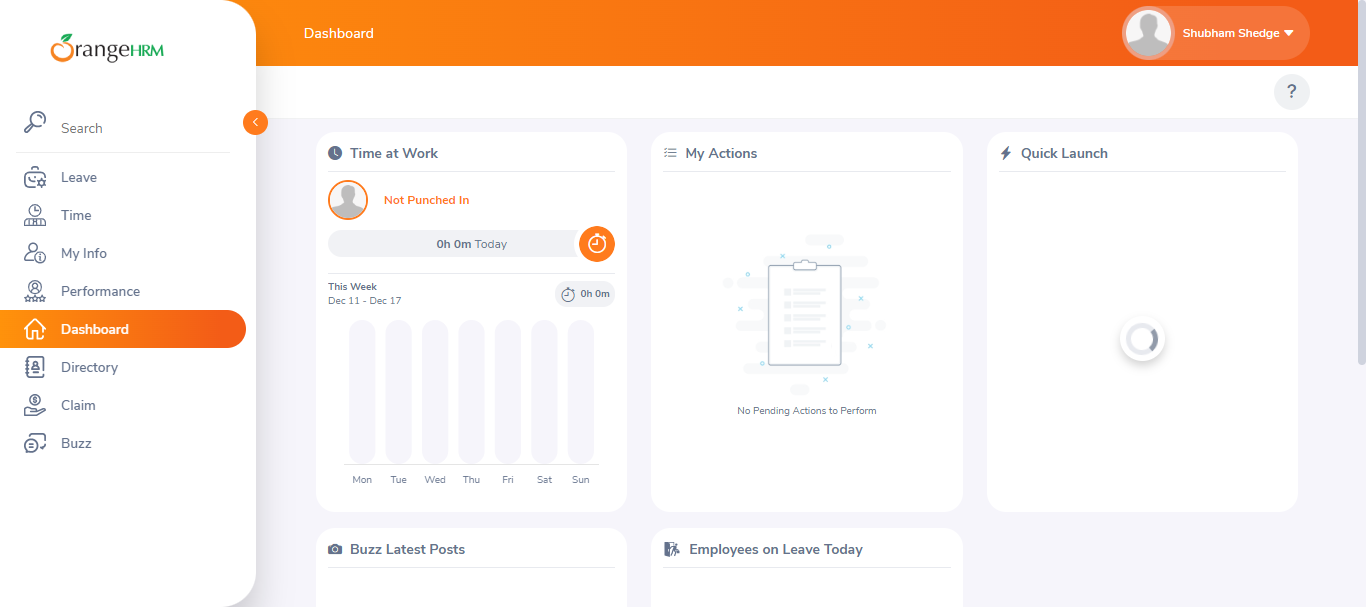 OrangeHRM
Dashboard
Shubham Shedge
?
Search
Leave
Time
My Info
Performance
Dashboard
Directory
Claim
Buzz
Time at Work
Not Punched In
0h 0m Today
This Week
Dec 11 - Dec 17
0h 0m
Mon Tue Wed Thu Fri Sat Sun
My Actions
No Pending Actions to Perform
Quick Launch
Buzz Latest Posts
Employees on Leave Today